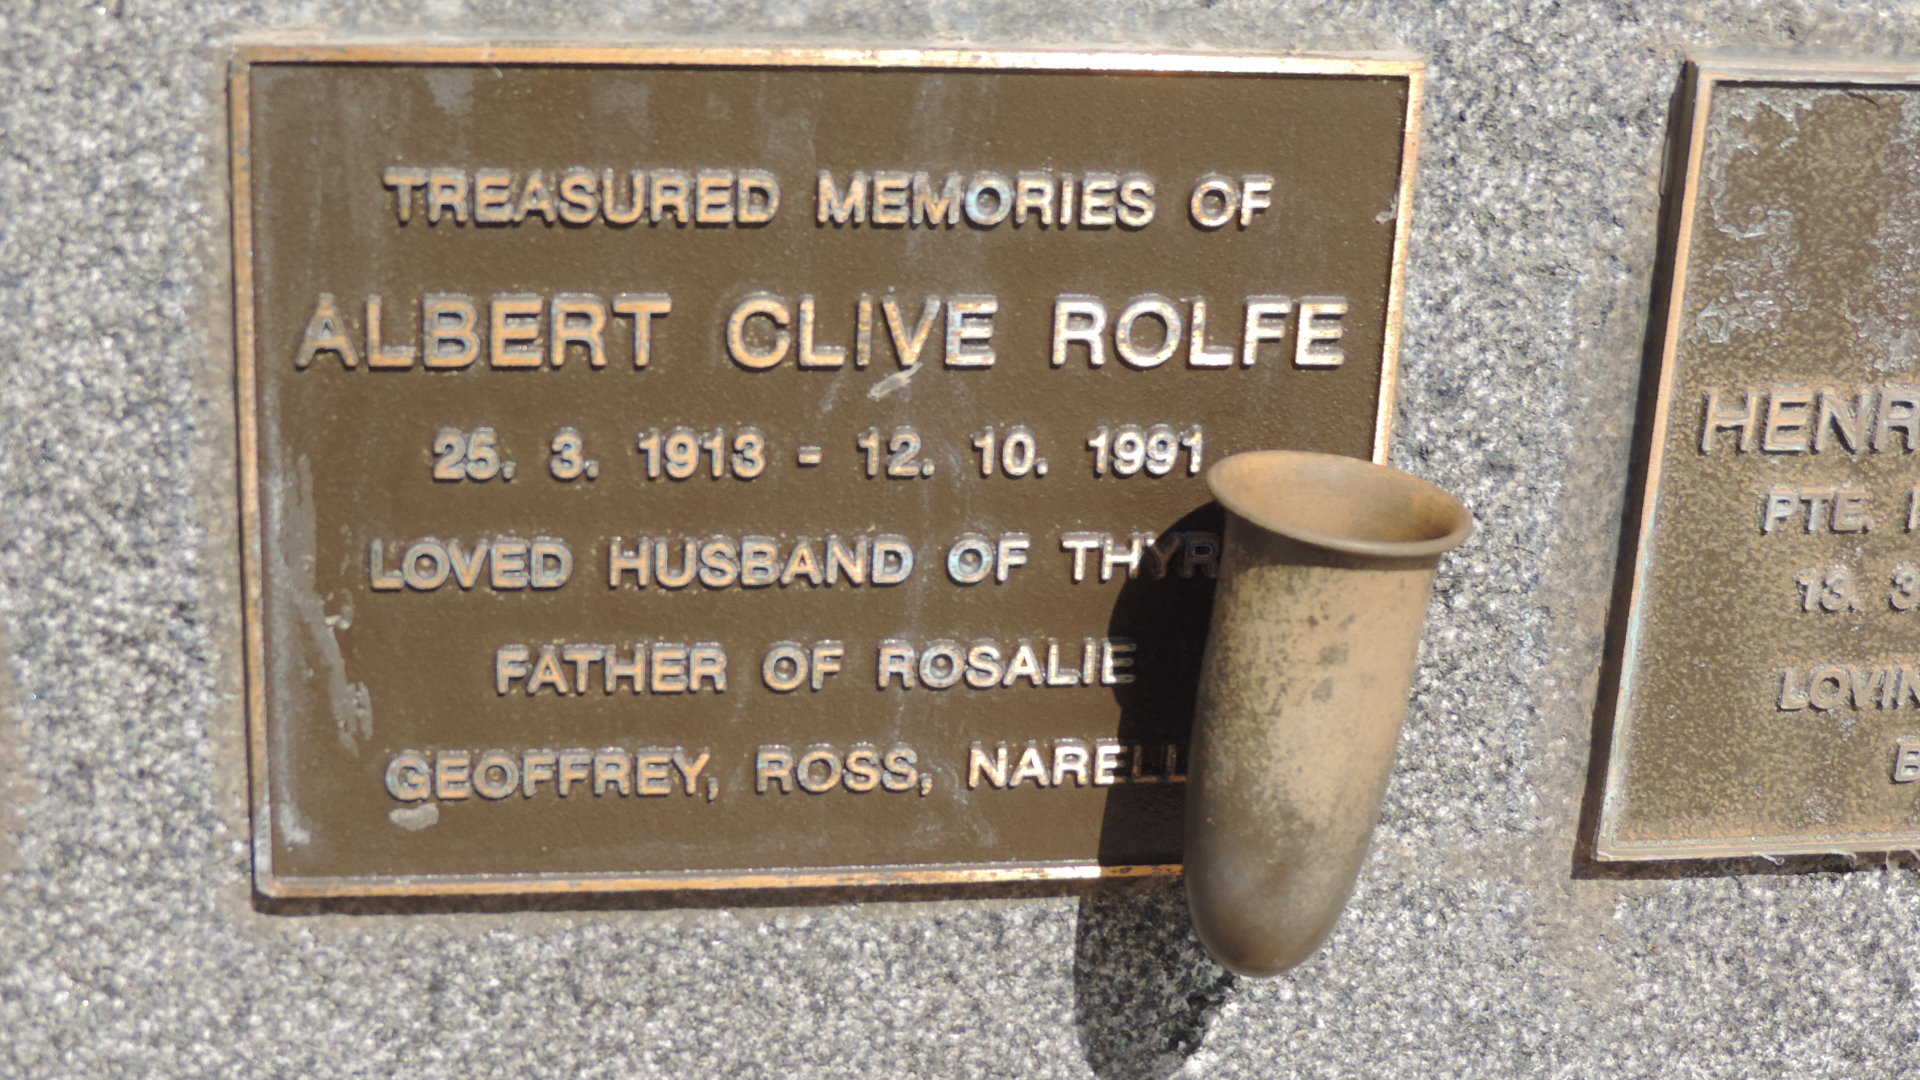 TREASURED MEMORIES OF
ALBERT CLIVE ROLFE
25. 3. 1913 - 12. 10. 1991
LOVED HUSBAND OF
FATHER OF ROSALIE
GEOFFREY, ROSS,
PTE.
13.